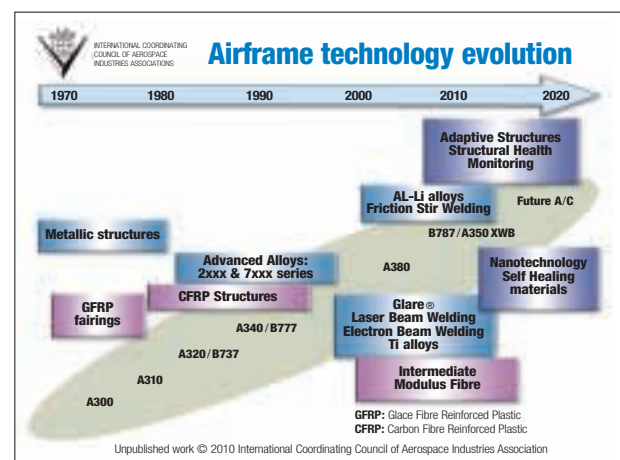 INTERNATIONAL COORDINATING
COUNCIL OF AEROSPACE
INDUSTRIES ASSOCIATIONS
Airframe technology evolution
1970 1980 1990 2000 2010 2020
Adaptive Structures
Structural Health
Monitoring
AL-Li alloys
Friction Stir Welding
Future A/C
Metallic structures
B787/A350 XWB
Advanced Alloys:
2xxx & 7xxx series
A380
Nanotechnology
Self Healing
materials
GFRP
fairings
CFRP Structures
Glare®
Laser Beam Welding
Electron Beam Welding
Ti alloys
A340/B777
A320/B737
Intermediate
Modulus Fibre
A310
A300
GFRP: Glace Fibre Reinforced Plastic
CFRP: Carbon Fibre Reinforced Plastic
Unpublished work © 2010 International Coordinating Council of Aerospace Industries Association